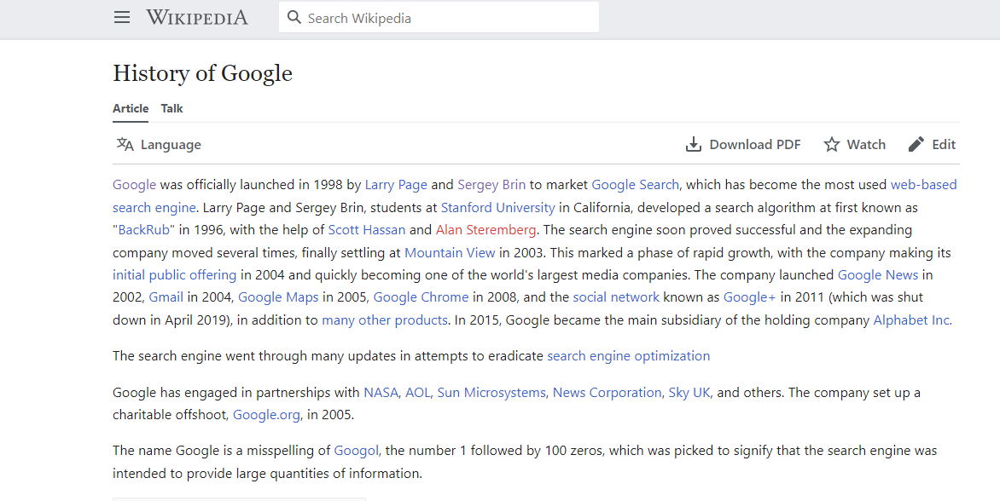 WIKIPEDIA
Search Wikipedia
History of Google
Article Talk
Language Download PDF Watch Edit
Google was officially launched in 1998 by Larry Page and Sergey Brin to market Google Search, which has become the most used web-based
search engine. Larry Page and Sergey Brin, students at Stanford University in California, developed a search algorithm at first known as
"BackRub" in 1996, with the help of Scott Hassan and Alan Steremberg. The search engine soon proved successful and the expanding
company moved several times, finally settling at Mountain View in 2003. This marked a phase of rapid growth, with the company making its
initial public offering in 2004 and quickly becoming one of the world's largest media companies. The company launched Google News in
2002, Gmail in 2004, Google Maps in 2005, Google Chrome in 2008, and the social network known as Google+ in 2011 (which was shut
down in April 2019), in addition to many other products. In 2015, Google became the main subsidiary of the holding company Alphabet Inc.
The search engine went through many updates in attempts to eradicate search engine optimization
Google has engaged in partnerships with NASA, AOL, Sun Microsystems, News Corporation, Sky UK, and others. The company set up a
charitable offshoot, Google.org, in 2005.
The name Google is a misspelling of Googol, the number 1 followed by 100 zeros, which was picked to signify that the search engine was
intended to provide large quantities of information.